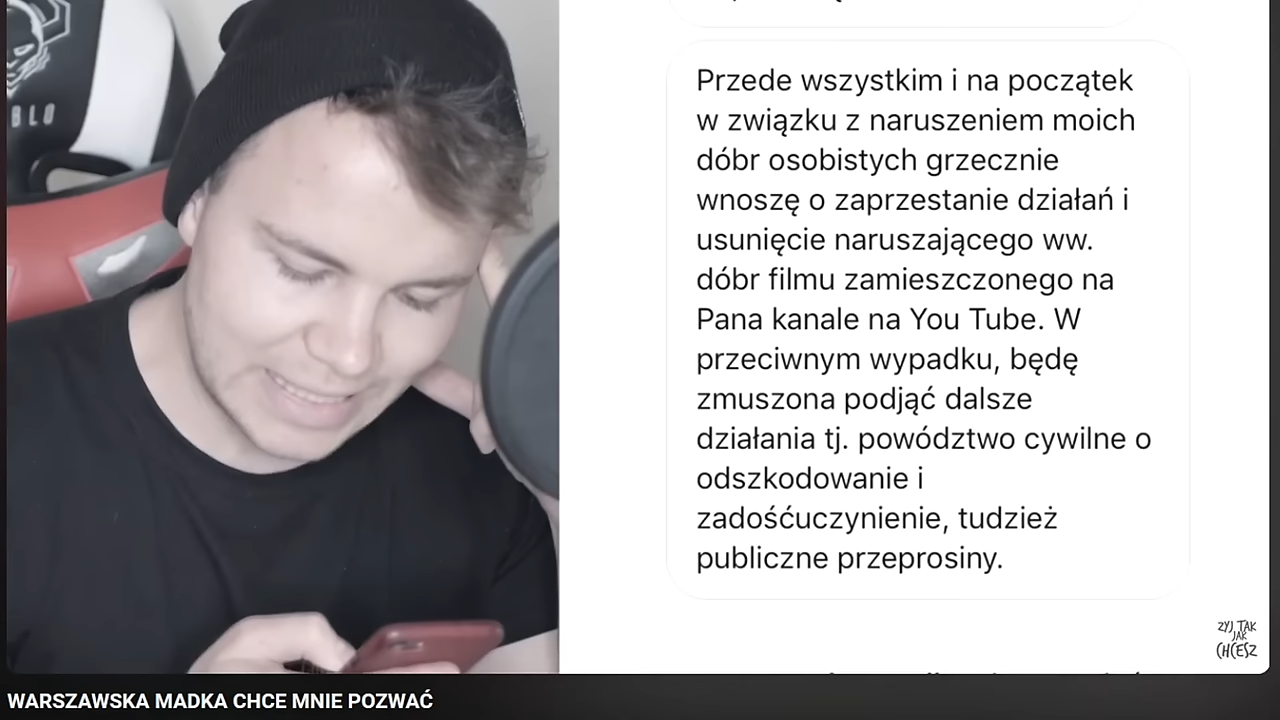 Przede wszystkim i na początek
w związku z naruszeniem moich
dóbr osobistych grzecznie
wnoszę o zaprzestanie działań i
usunięcie naruszającego ww.
dóbr filmu zamieszczonego na
Pana kanale na You Tube. W
przeciwnym wypadku, będę
zmuszona podjąć dalsze
działania tj. powództwo cywilne o
odszkodowanie i
zadośćuczynienie, tudzież
publiczne przeprosiny.
ŻYJ TAK
JAK
CHCESZ
WARSZAWSKA MADKA CHCE MNIE POZWAĆ